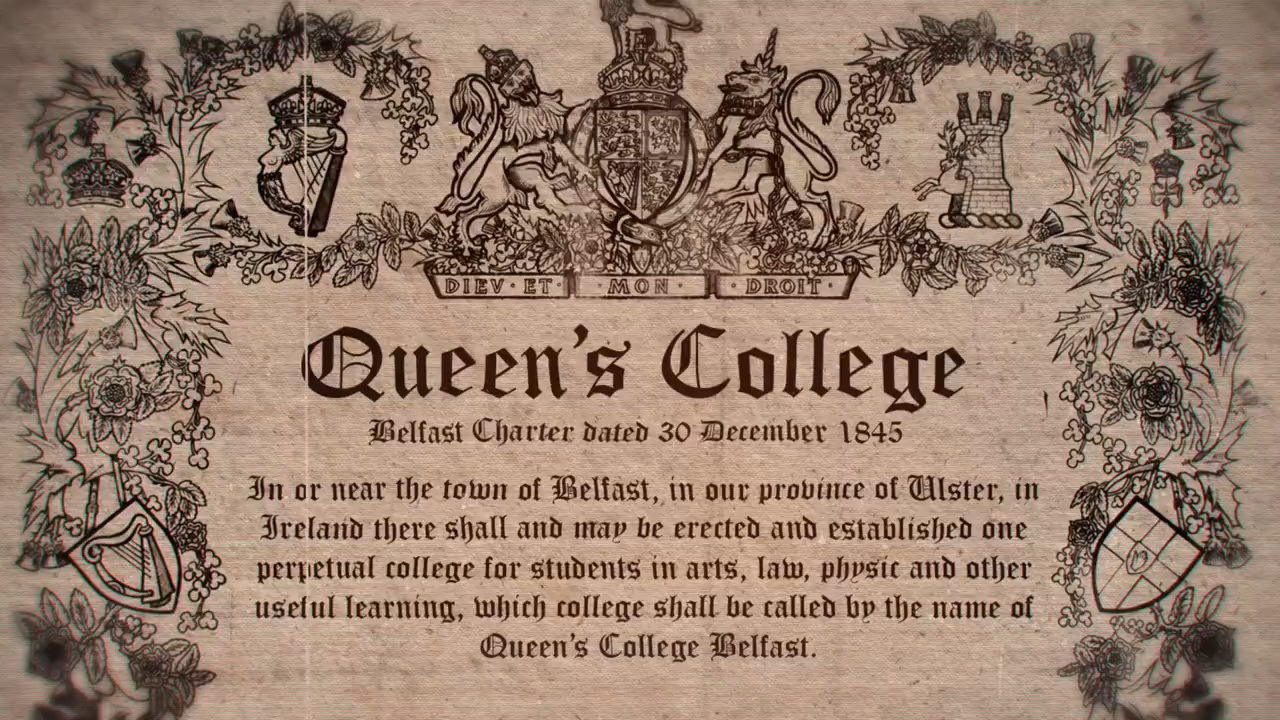 DIEV·ET· ·MON· DROIT·
Queen's College
Belfast Charter dated 30 December 1845
In or near the town of Belfast, in our province of Ulster, in
Ireland there shall and may be erected and established one
perpetual college for students in arts, law, physic and other
useful learning, which college shall be called by the name of
Queen's College Belfast.